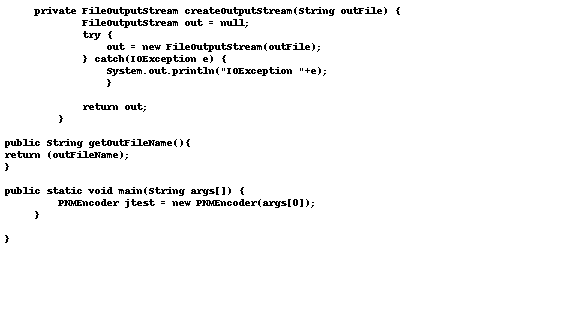 private FileOutputStream createOutputStream(String outFile) {
FileOutputStream out = null;
try {
out = new FileOutputStream(outFile);
} catch(IOException e) {
System.out.println("IOException "+e);
}
return out;
}
public String getOutFileName(){
return (outFileName);
}
public static void main(String args[]) {
PNMEncoder jtest = new PNMEncoder(args[0]);
}
}